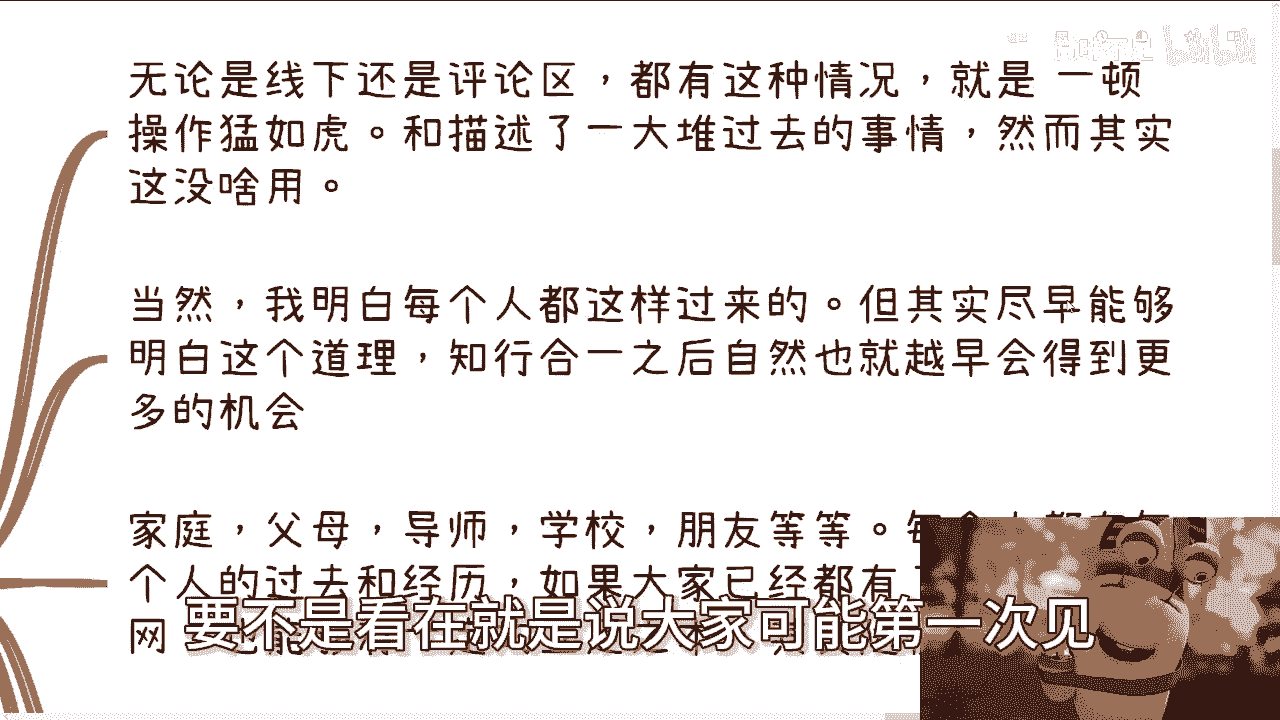 无论是线下还是评论区，都有这种情况，就是 一顿
操作猛如虎。和描述了一大堆过去的事情，然而其实
这没啥用。
当然，我明白每个人都这样过来的。但其实尽早能够
明白这个道理，知行合一之后自然也就越早会得到更
多的机会
家庭，父母，导师，学校，朋友等等。每个人都有每
个人的过去和经历，如果大家已经都有了
网
要不是看在就是说大家可能第一次见
bilibili